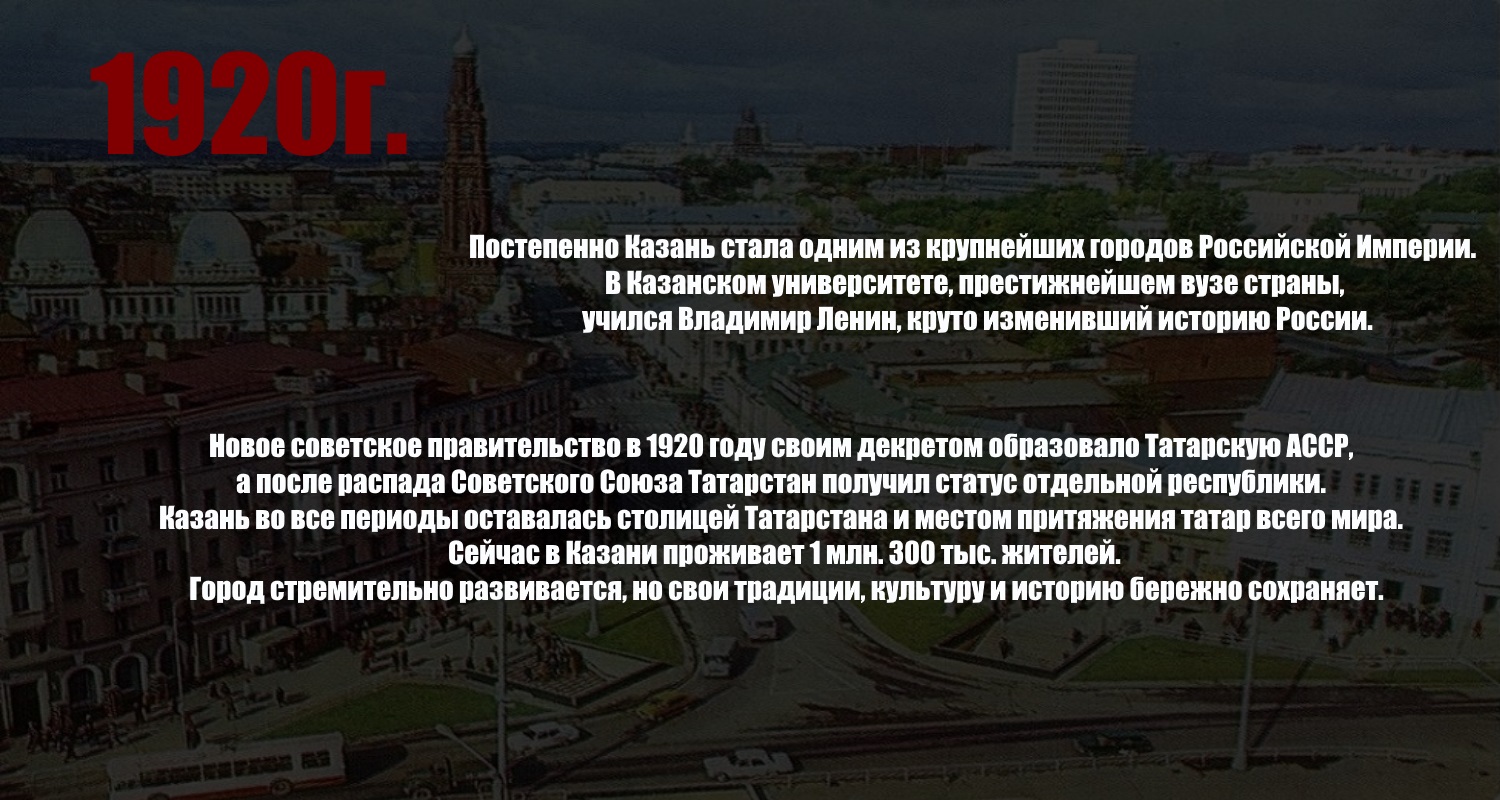 1920г.
Постепенно Казань стала одним из крупнейших городов Российской Империи.
В Казанском университете, престижнейшем вузе страны,
учился Владимир Ленин, круто изменивший историю России.
Новое советское правительство в 1920 году своим декретом образовало Татарскую АССР,
а после распада Советского Союза Татарстан получил статус отдельной республики.
Казань во все периоды оставалась столицей Татарстана и местом притяжения татар всего мира.
Сейчас в Казани проживает 1 млн. 300 тыс. жителей.
Город стремительно развивается, но свои традиции, культуру и историю бережно сохраняет.